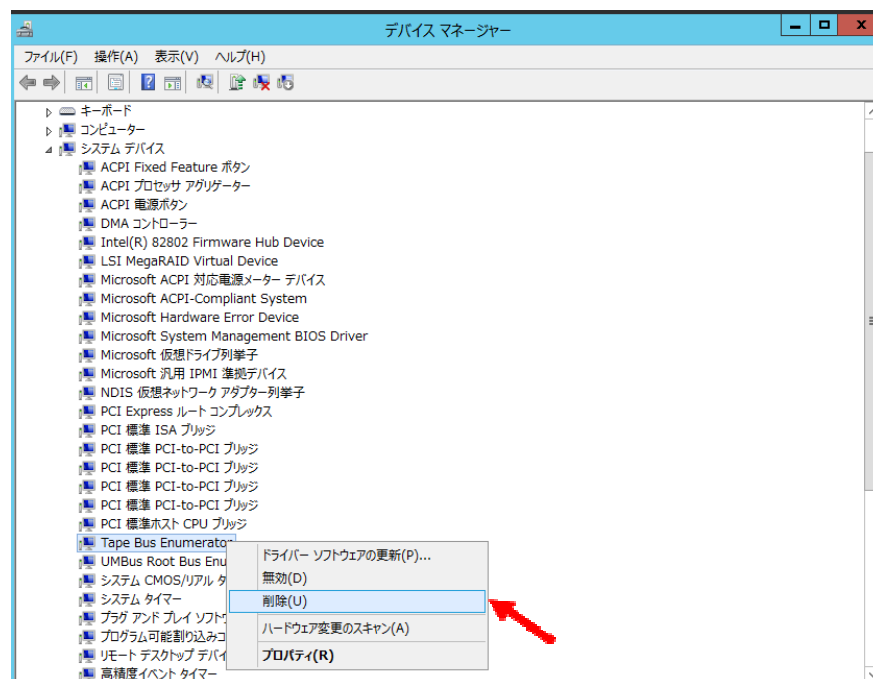 デバイス マネージャー
ファイル(F) 操作(A) 表示(V) ヘルプ(H)
キーボード
コンピューター
システム デバイス
ACPI Fixed Feature ボタン
ACPI プロセッサ アグリゲーター
ACPI 電源ボタン
DMA コントローラー
Intel(R) 82802 Firmware Hub Device
LSI MegaRAID Virtual Device
Microsoft ACPI 対応電源メーター デバイス
Microsoft ACPI-Compliant System
Microsoft Hardware Error Device
Microsoft System Management BIOS Driver
Microsoft 仮想ドライブ列挙子
Microsoft 汎用 IPMI 準拠デバイス
NDIS 仮想ネットワーク アダプター列挙子
PCI Express ルート コンプレックス
PCI 標準 ISA ブリッジ
PCI 標準 PCI-to-PCI ブリッジ
PCI 標準 PCI-to-PCI ブリッジ
PCI 標準 PCI-to-PCI ブリッジ
PCI 標準 PCI-to-PCI ブリッジ
PCI 標準ホスト CPU ブリッジ
Tape Bus Enumerator
UMBus Root Bus Enu
システム CMOS/リアル
システム タイマー
プラグ アンド プレイ ソフト
プログラム可能割り込みコ
リモート デスクトップ デバイ
高精度イベント タイマー
ドライバー ソフトウェアの更新(P)...
無効(D)
削除(U)
ハードウェア変更のスキャン(A)
プロパティ(R)